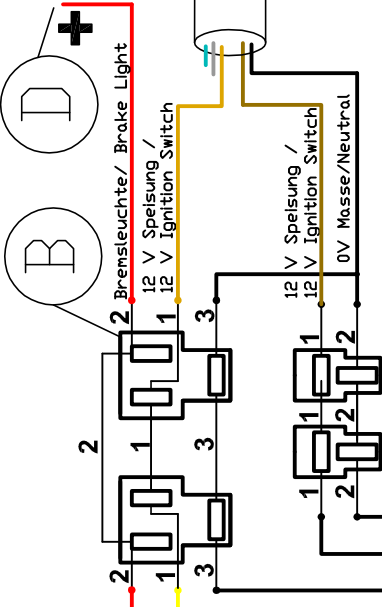 D
B
Bremsleuchte/ Brake Light
12 V Speisung /
12 V Ignition Switch
12 V Speisung /
12 V Ignition Switch
0V Masse/Neutral
2
1
3
1
2
2
1
3
1
2
2
1
3
1
2